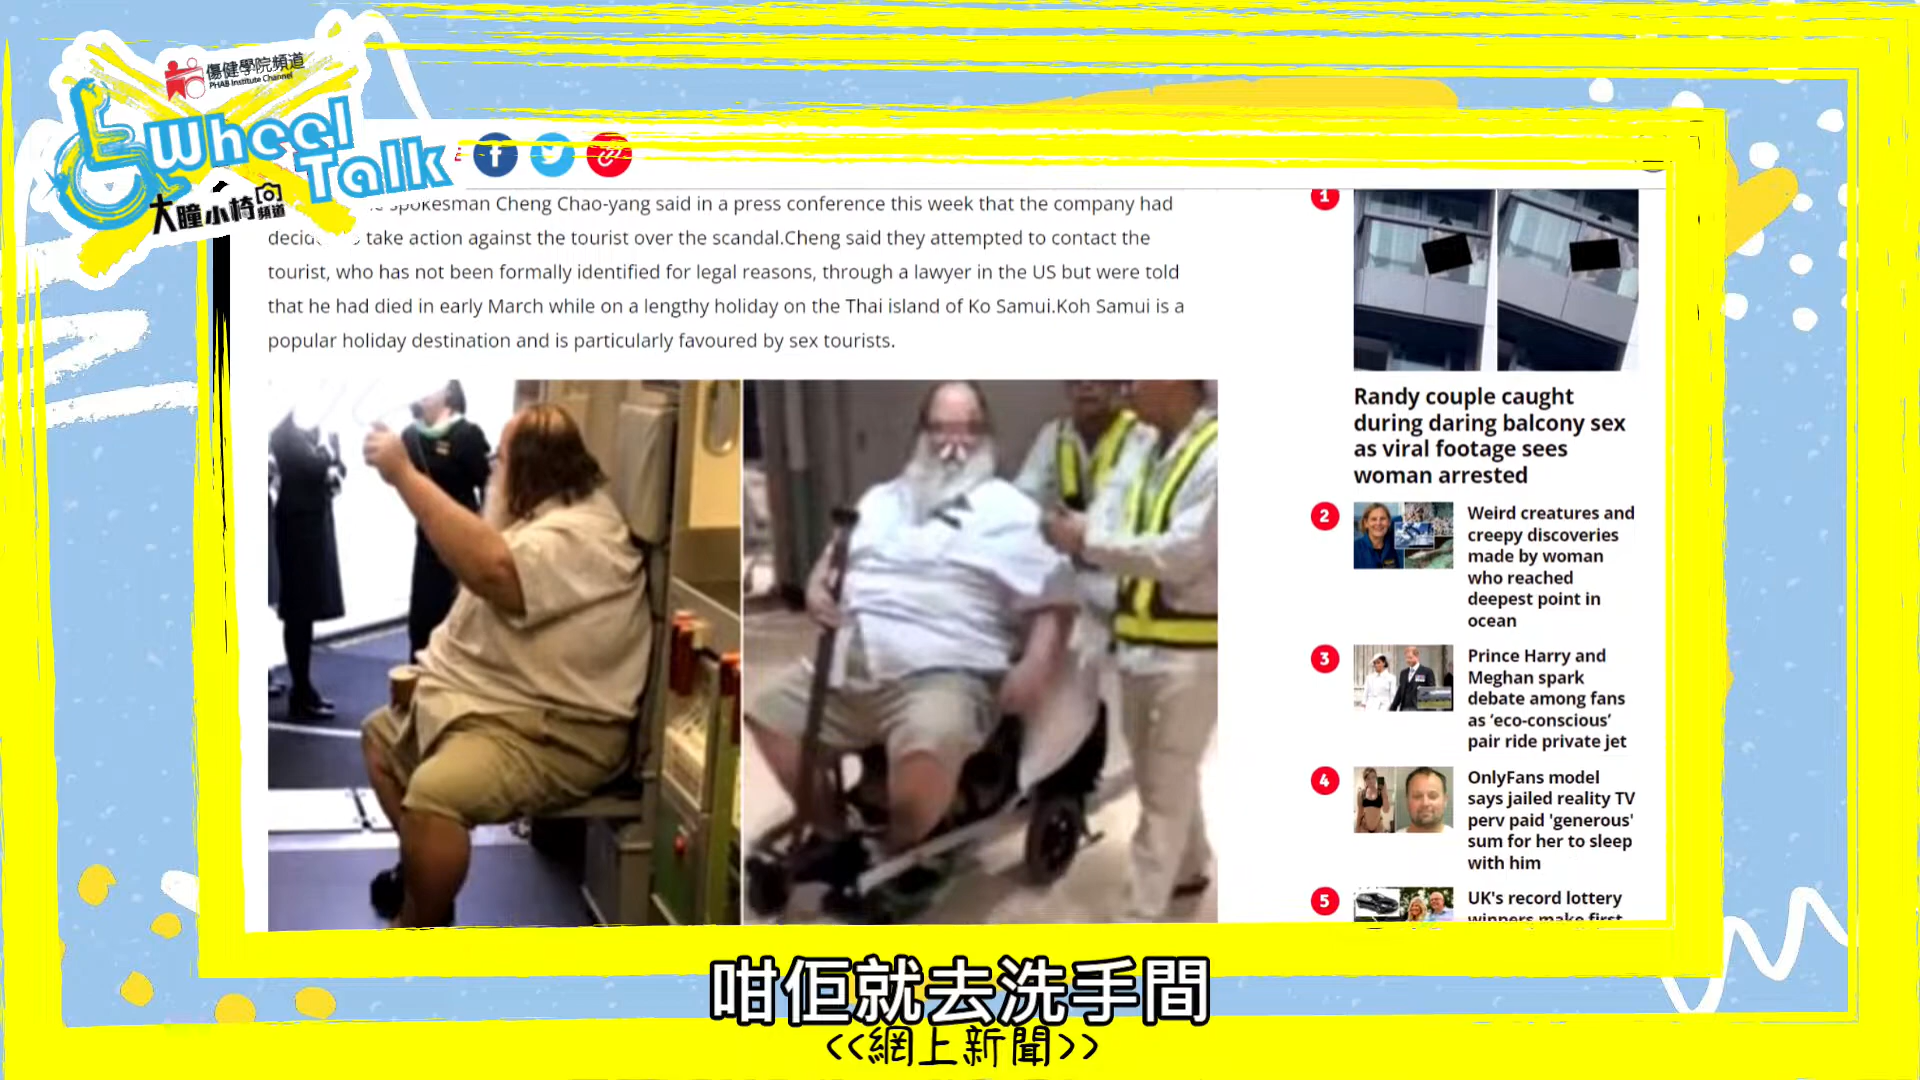 傷健學院頻道
PHAB Institute Channel
Wheel
Talk
大瞳小椅
頻道
spokesman Cheng Chao-yang said in a press conference this week that the company had
take action against the tourist over the scandal.Cheng said they attempted to contact the
tourist, who has not been formally identified for legal reasons, through a lawyer in the US but were told
that he had died in early March while on a lengthy holiday on the Thai island of Ko Samui.Koh Samui is a
popular holiday destination and is particularly favoured by sex tourists.
1
Randy couple caught
during daring balcony sex
as viral footage sees
woman arrested
2
Weird creatures and
creepy discoveries
made by woman
who reached
deepest point in
ocean
3
Prince Harry and
Meghan spark
debate among fans
as ‘eco-conscious’
pair ride private jet
4
OnlyFans model
says jailed reality TV
perv paid 'generous'
sum for her to sleep
with him
5
UK's record lottery
winners make first
咁佢就去洗手間
<<網上新聞>>